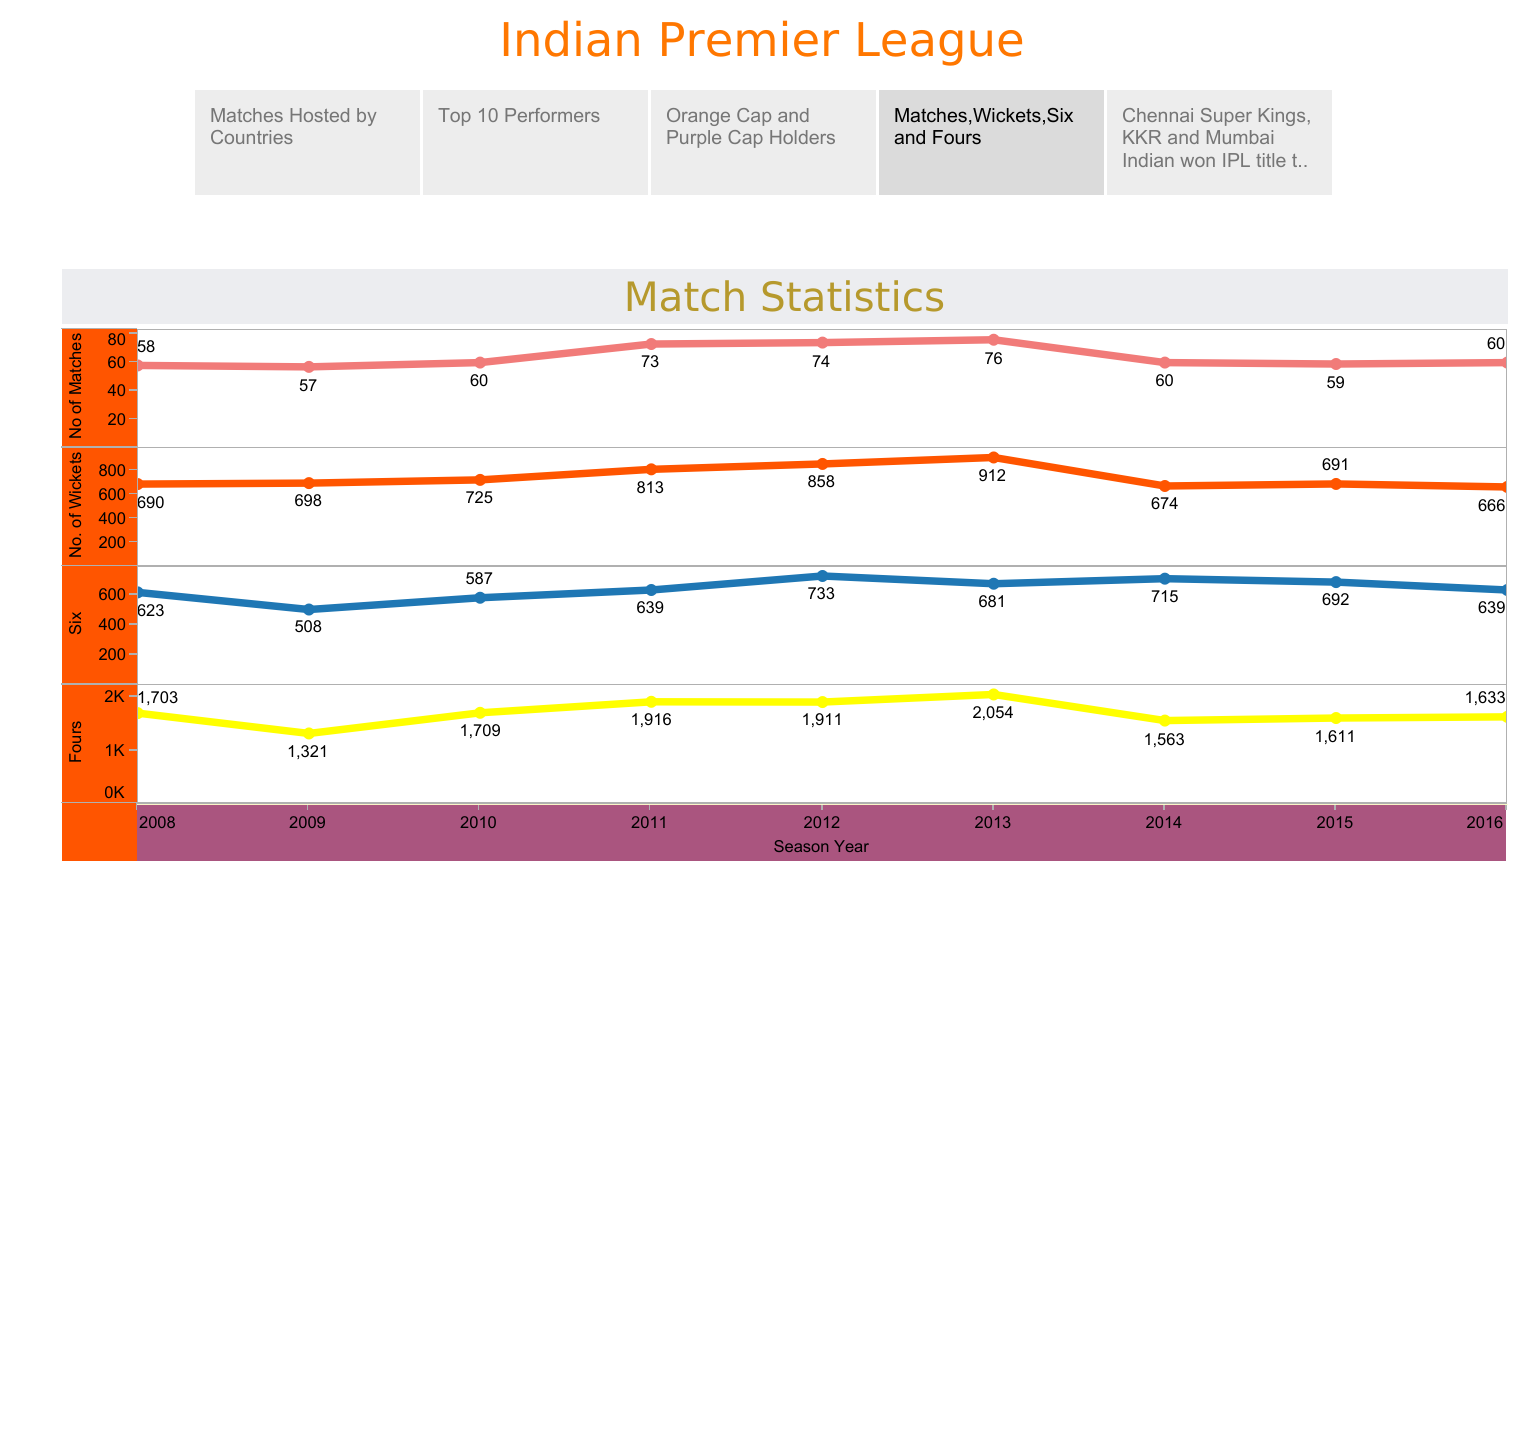 Indian Premier League
Matches Hosted by
Countries
Top 10 Performers
Orange Cap and
Purple Cap Holders
Matches,Wickets,Six
and Fours
Chennai Super Kings,
KKR and Mumbai
Indian won IPL title t..
Match Statistics
No of Matches
80
60
40
20
58
57
60
73
74
76
60
59
60
No. of Wickets
800
600
400
200
690
698
725
813
858
912
674
691
666
Six
600
400
200
623
508
587
639
733
681
715
692
639
Fours
2K
1K
0K
1,703
1,321
1,709
1,916
1,911
2,054
1,563
1,611
1,633
2008
2009
2010
2011
2012
2013
2014
2015
2016
Season Year